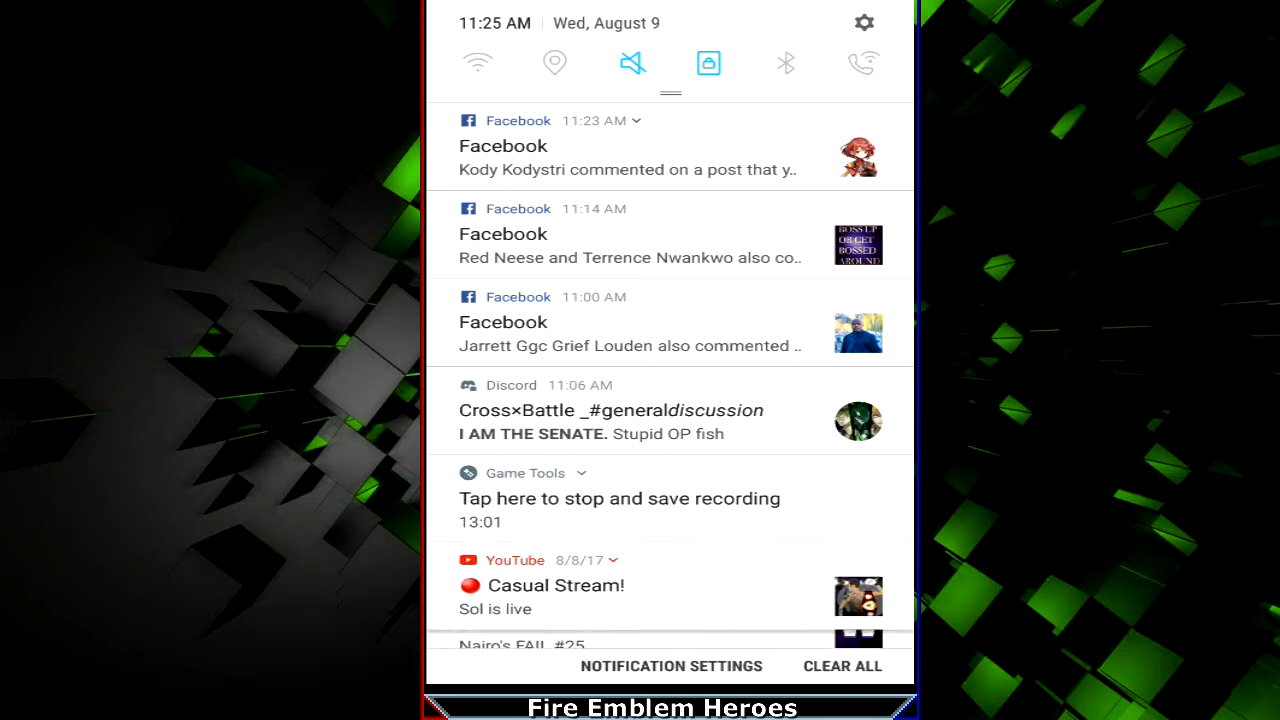 11:25 AM Wed, August 9
Facebook 11:23 AM
Facebook
Kody Kodystri commented on a post that y..
Facebook 11:14 AM
Facebook
Red Neese and Terrence Nwankwo also co..
BOSS UP
OR GET
BOSSED
AROUND
Facebook 11:00 AM
Facebook
Jarrett Ggc Grief Louden also commented ..
Discord 11:06 AM
Cross×Battle _#generaldiscussion
I AM THE SENATE. Stupid OP fish
Game Tools
Tap here to stop and save recording
13:01
YouTube 8/8/17
Casual Stream!
Sol is live
Nairo's FAIL #25
NOTIFICATION SETTINGS CLEAR ALL
Fire Emblem Heroes